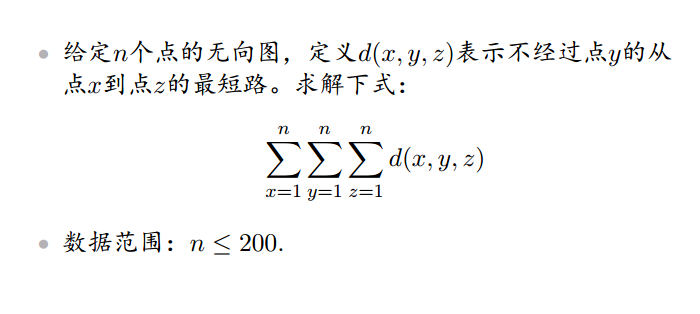 • 给定n个点的无向图，定义d(x, y, z)表示不经过点y的从
点x到点z的最短路。求解下式：
n n n
∑ ∑ ∑ d(x, y, z)
x=1 y=1 z=1
• 数据范围：n ≤ 200.